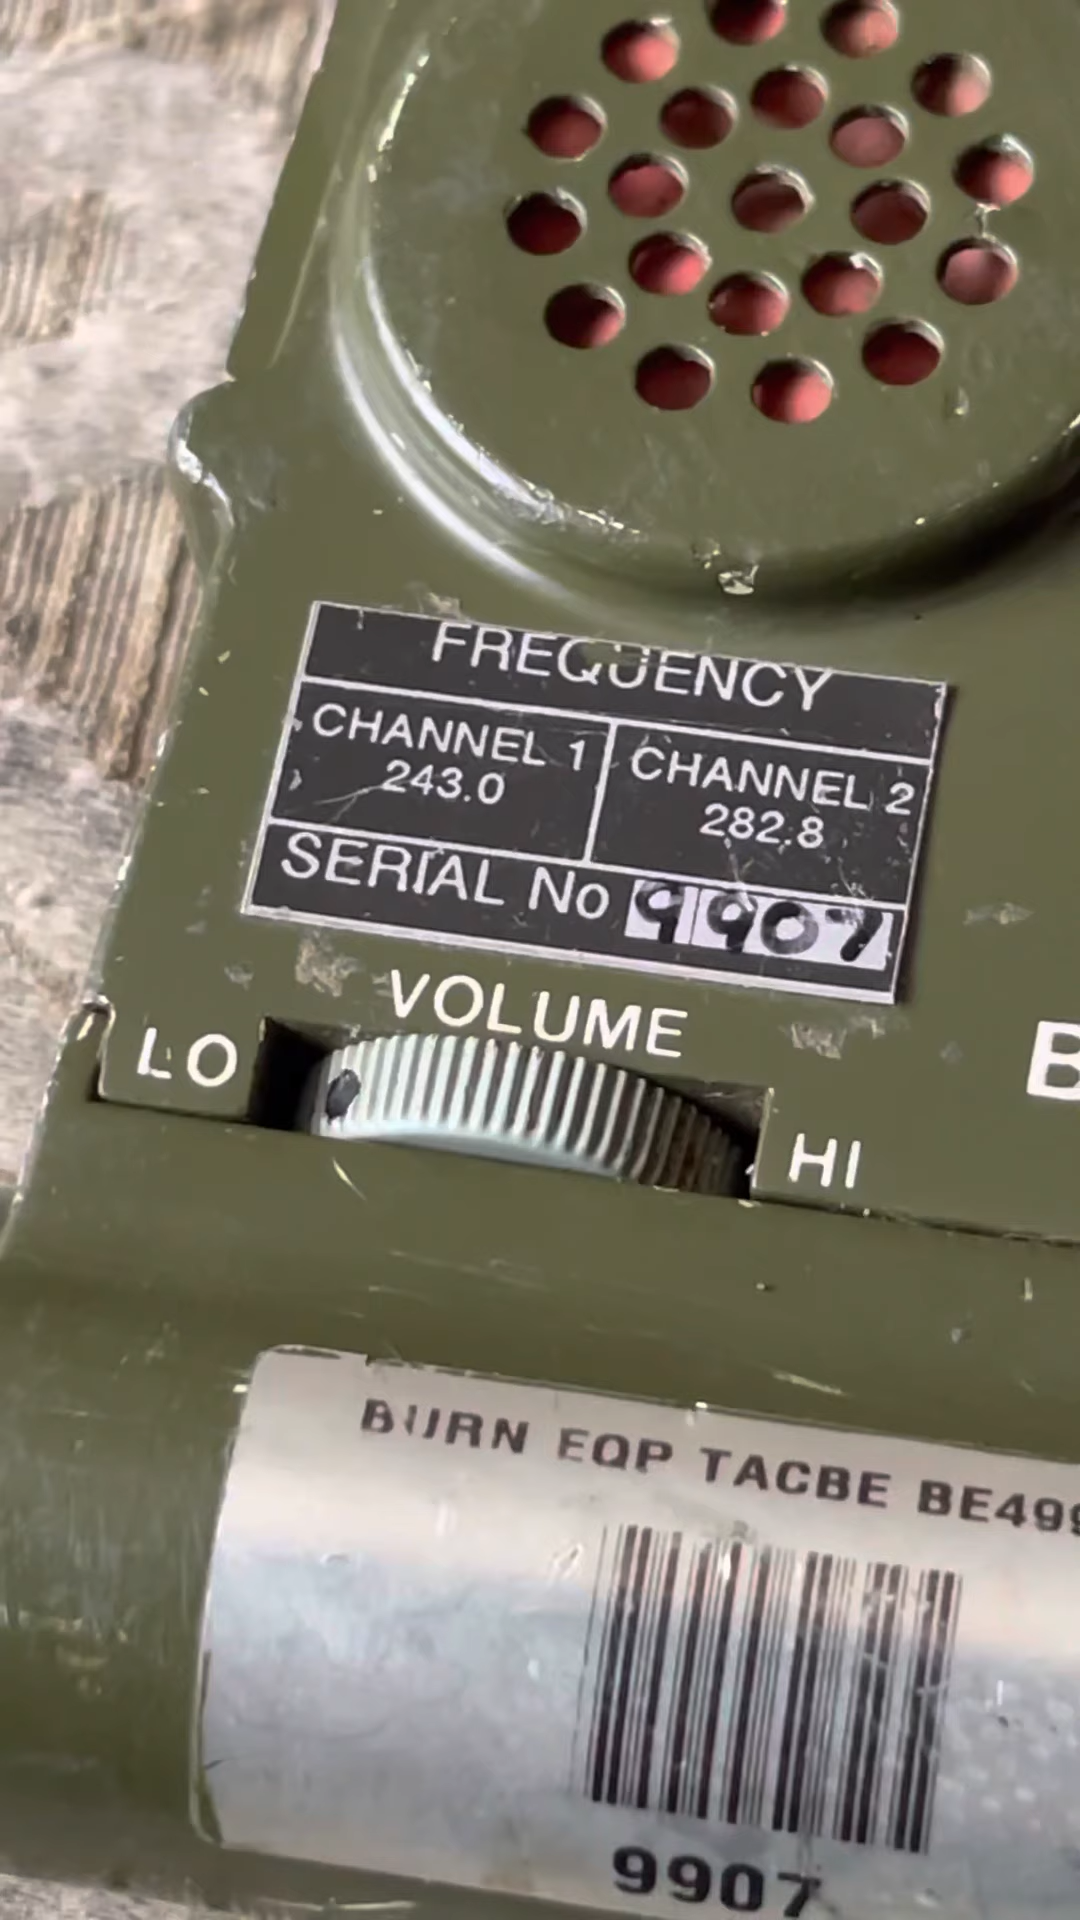 FREQUENCY
CHANNEL 1 CHANNEL 2
243.0 282.8
SERIAL No 9907
VOLUME
LO
HI
B
BURN EQP TACBE BE499
9907